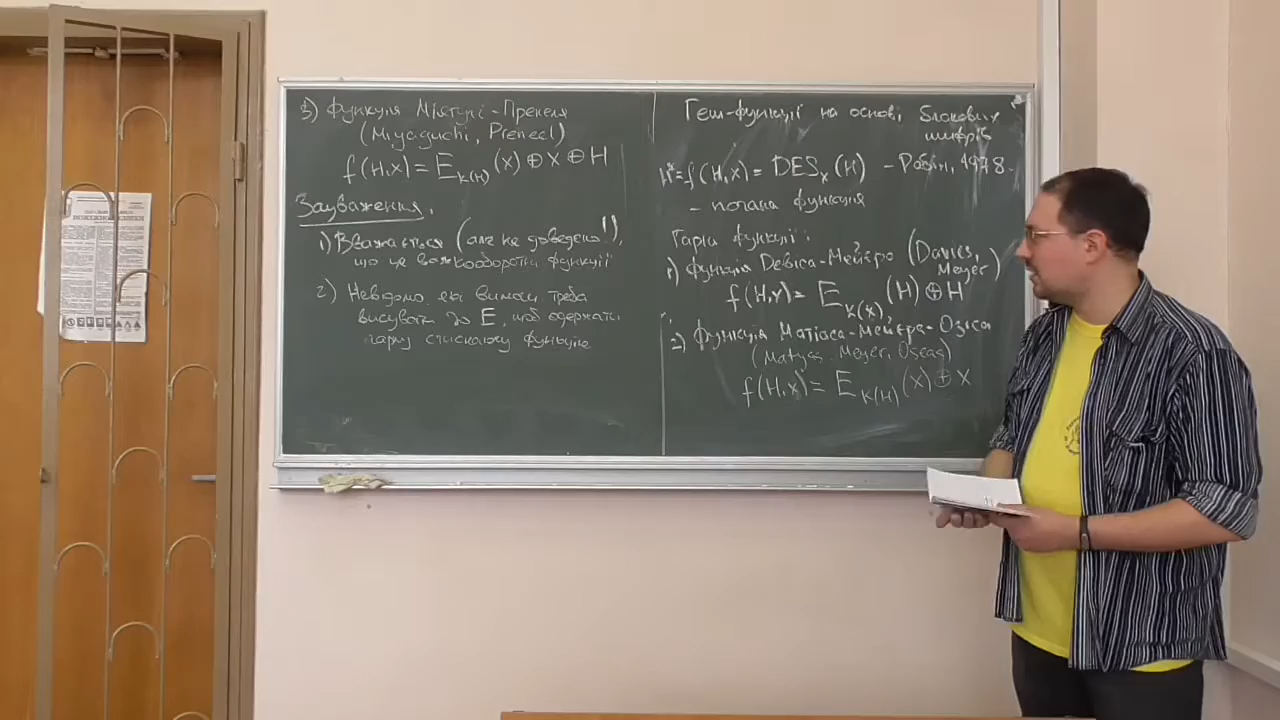 Геш-функції на основі блокових
шифрів
f(H,x) = DES_x(H) – Рабін, 1978.
– погана функція
Гарні функції:
1) Функція Девіса-Мейєра (Davies,
Meyer)
f(H,x) = E_K(x) (H) ⊕ H
2) Функція Матіаса-Мейєра-Озіса
(Matyas, Meyer, Oseas)
f(H,x) = E_K(H) (x) ⊕ x
3) Функція Міягучі-Пренеля
(Miyaguchi, Preneel)
f(H,x) = E_K(H) (x) ⊕ x ⊕ H
Зауваження.
1) Вважається (але не доведено!),
що це важкооборотні функції
2) Невідомо, які вимоги треба
висувати до E, щоб одержати
гарну стискаючу функцію